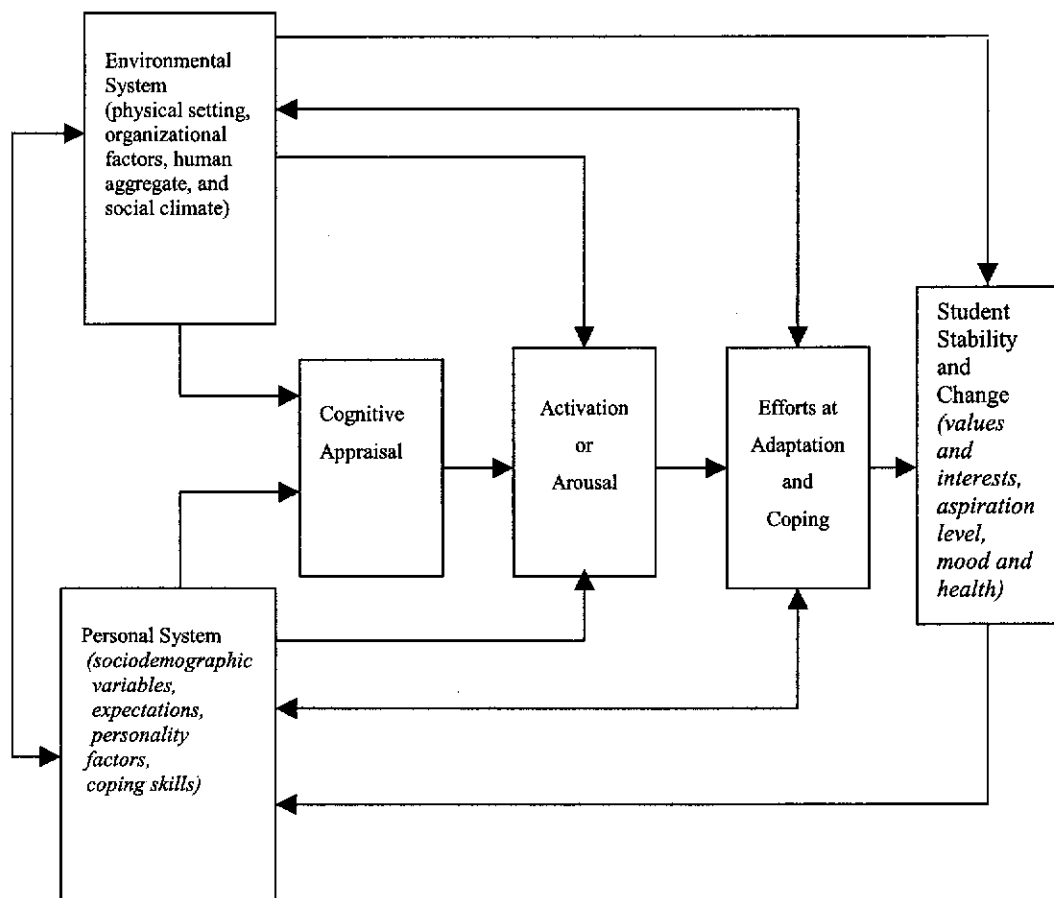 Environmental
System
(physical setting,
organizational
factors, human
aggregate, and
social climate)
Cognitive
Appraisal
Activation
or
Arousal
Efforts at
Adaptation
and
Coping
Student
Stability
and
Change
(values
and
interests,
aspiration
level,
mood and
health)
Personal System
(sociodemographic
variables,
expectations,
personality
factors,
coping skills)